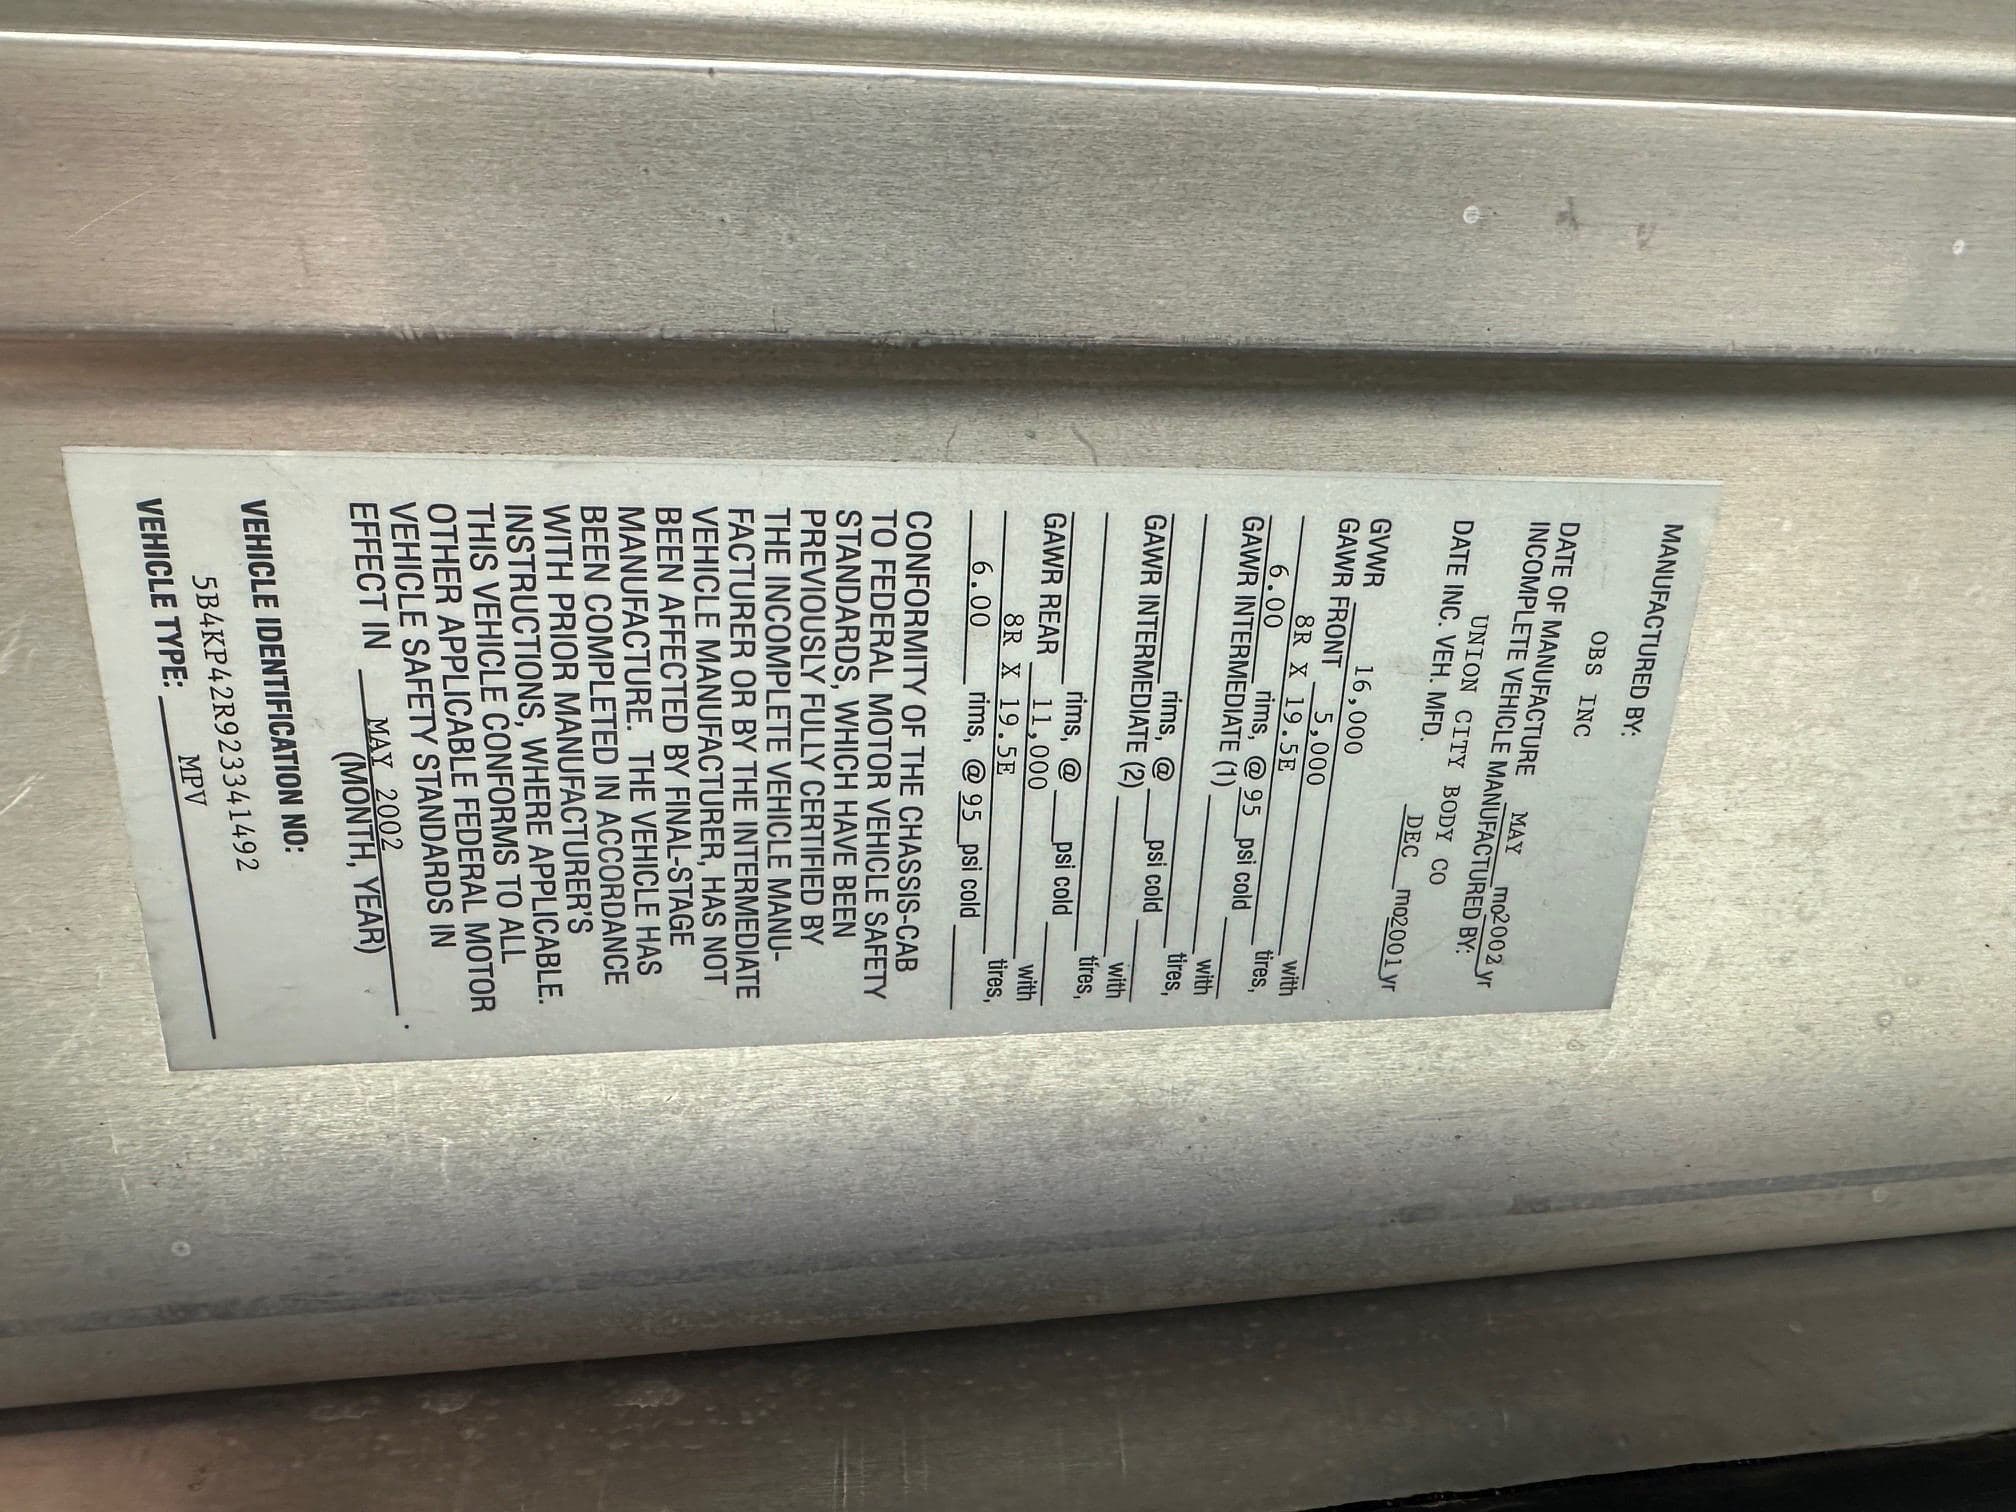 MANUFACTURED BY:
OBS INC
DATE OF MANUFACTURE MAY mo2002yr
INCOMPLETE VEHICLE MANUFACTURED BY:
UNION CITY BODY CO
DATE INC. VEH. MFD. DEC mo2001yr
GVWR 16,000
GAWR FRONT 5,000 with
8R X 19.5E tires,
6.00 rims, @ 95 psi cold
GAWR INTERMEDIATE (1) with
tires,
rims, @ psi cold
GAWR INTERMEDIATE (2) with
tires,
rims, @ psi cold
GAWR REAR 11,000 with
8R X 19.5E tires,
6.00 rims, @ 95 psi cold
CONFORMITY OF THE CHASSIS-CAB
TO FEDERAL MOTOR VEHICLE SAFETY
STANDARDS, WHICH HAVE BEEN
PREVIOUSLY FULLY CERTIFIED BY
THE INCOMPLETE VEHICLE MANU-
FACTURER OR BY THE INTERMEDIATE
VEHICLE MANUFACTURER, HAS NOT
BEEN AFFECTED BY FINAL-STAGE
MANUFACTURE. THE VEHICLE HAS
BEEN COMPLETED IN ACCORDANCE
WITH PRIOR MANUFACTURER'S
INSTRUCTIONS, WHERE APPLICABLE.
THIS VEHICLE CONFORMS TO ALL
OTHER APPLICABLE FEDERAL MOTOR
VEHICLE SAFETY STANDARDS IN
EFFECT IN MAY 2002.
(MONTH, YEAR)
VEHICLE IDENTIFICATION NO:
5B4KP42R923341492
VEHICLE TYPE: MPV